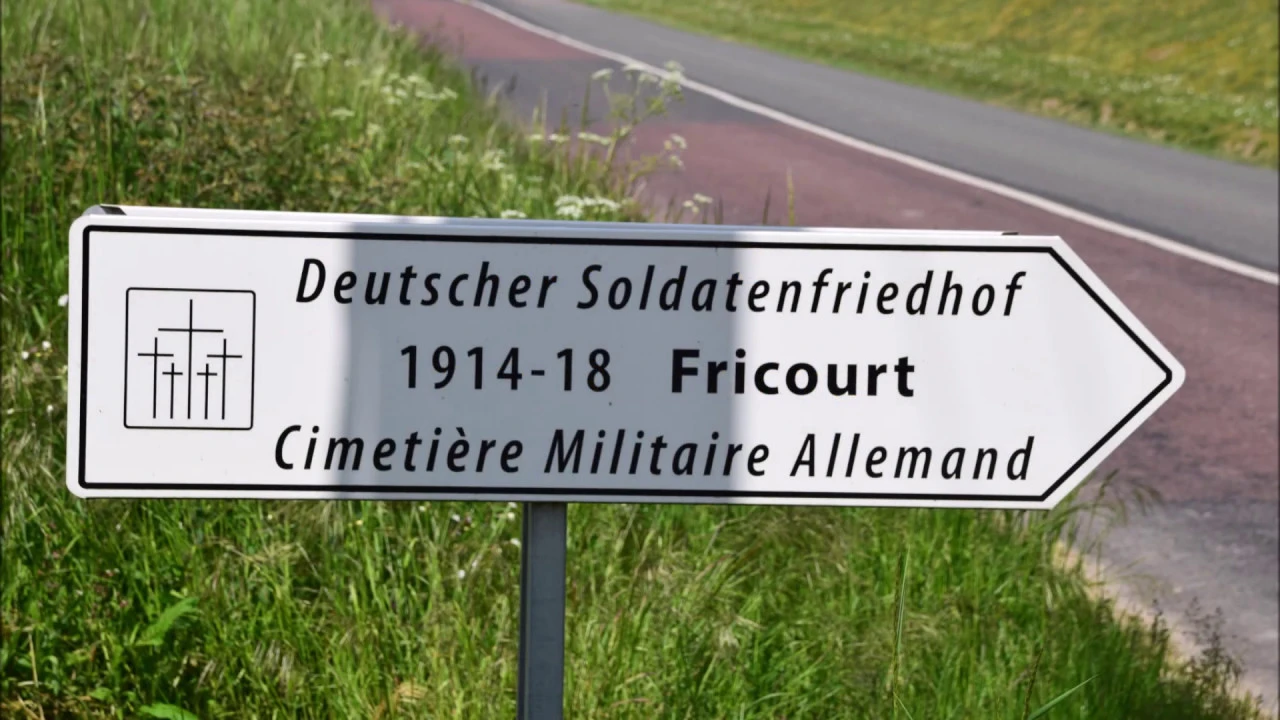 Deutscher Soldatenfriedhof
1914-18 Fricourt
Cimetière Militaire Allemand